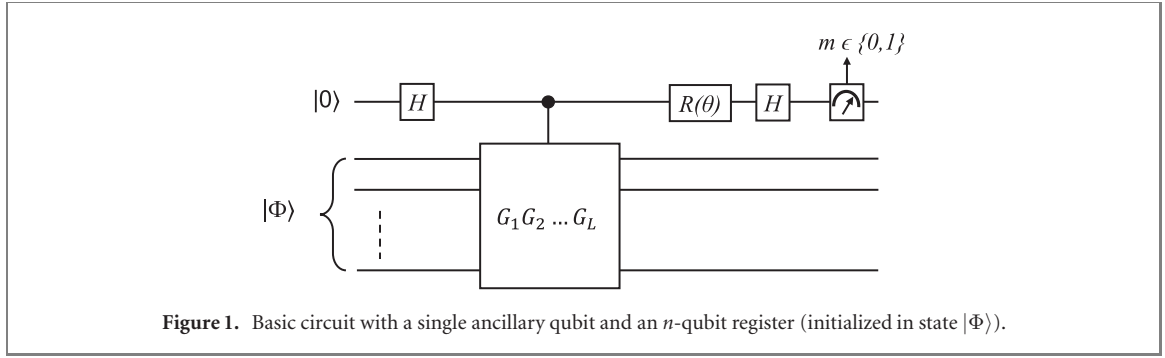 m ϵ {0,1}
|0⟩ H R(θ) H
|Φ⟩ G₁G₂ … G_L
Figure 1. Basic circuit with a single ancillary qubit and an n-qubit register (initialized in state |Φ⟩).